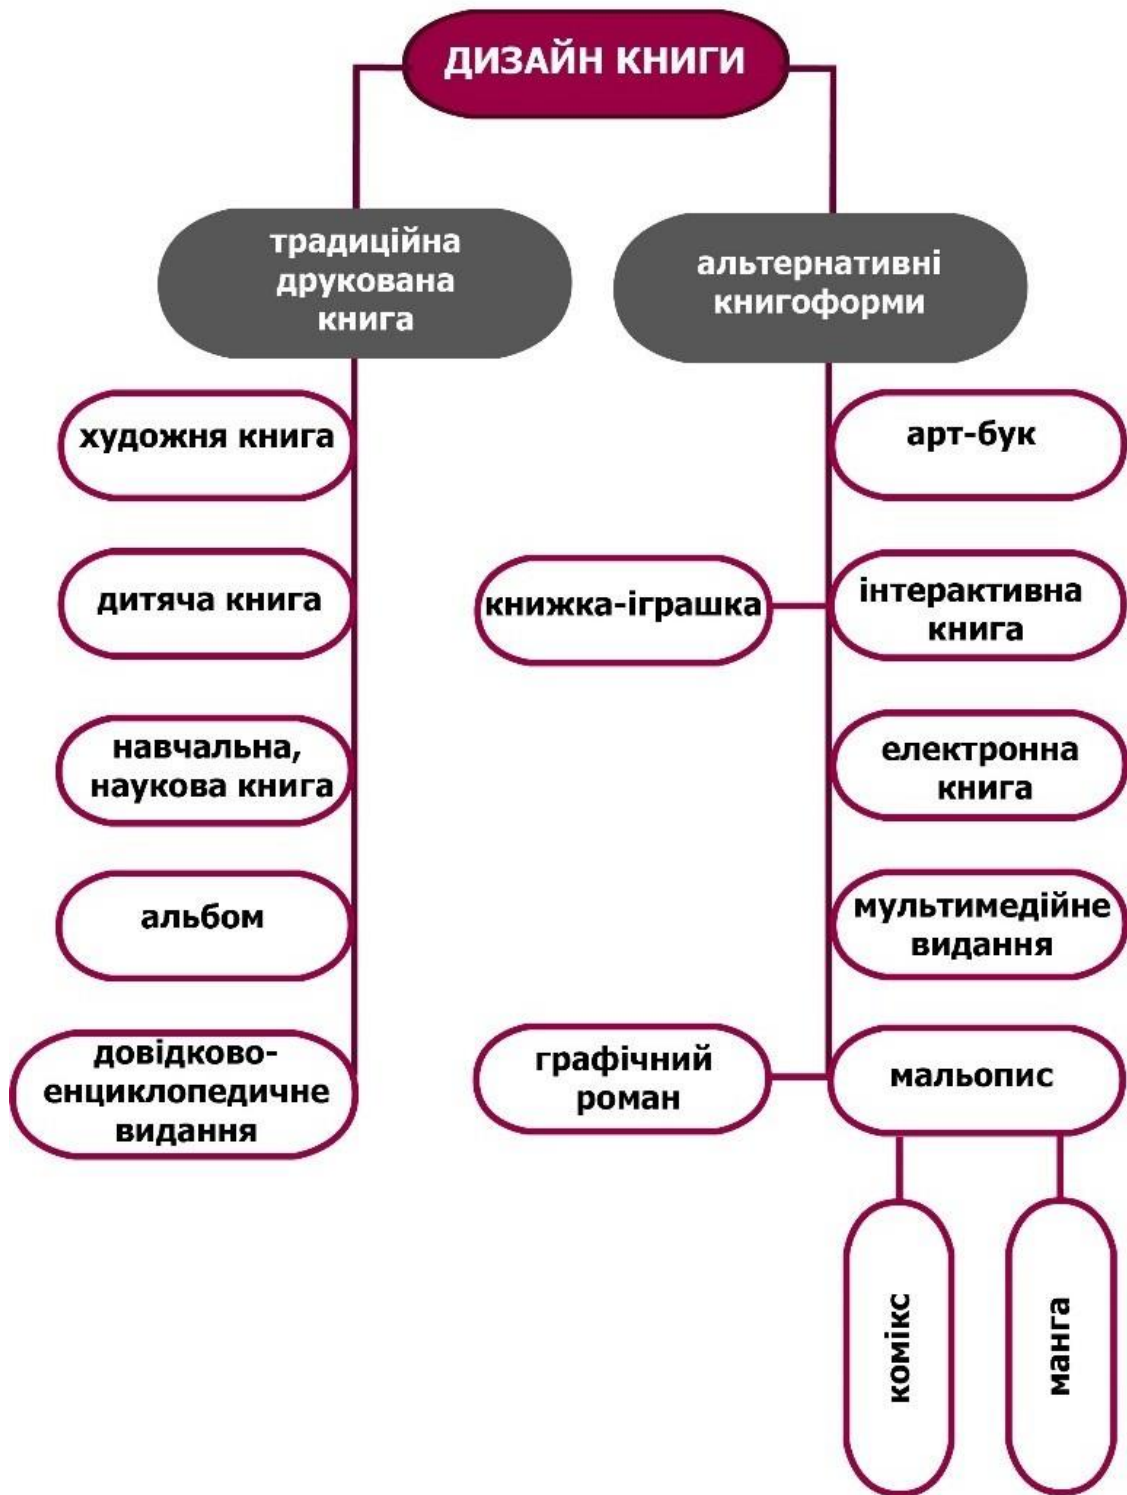 ДИЗАЙН КНИГИ
традиційна
друкована
книга
альтернативні
книгоформи
художня книга
арт-бук
дитяча книга
книжка-іграшка
інтерактивна
книга
навчальна,
наукова книга
електронна
книга
альбом
мультимедійне
видання
довідково-
енциклопедичне
видання
графічний
роман
мальопис
комікс
манга